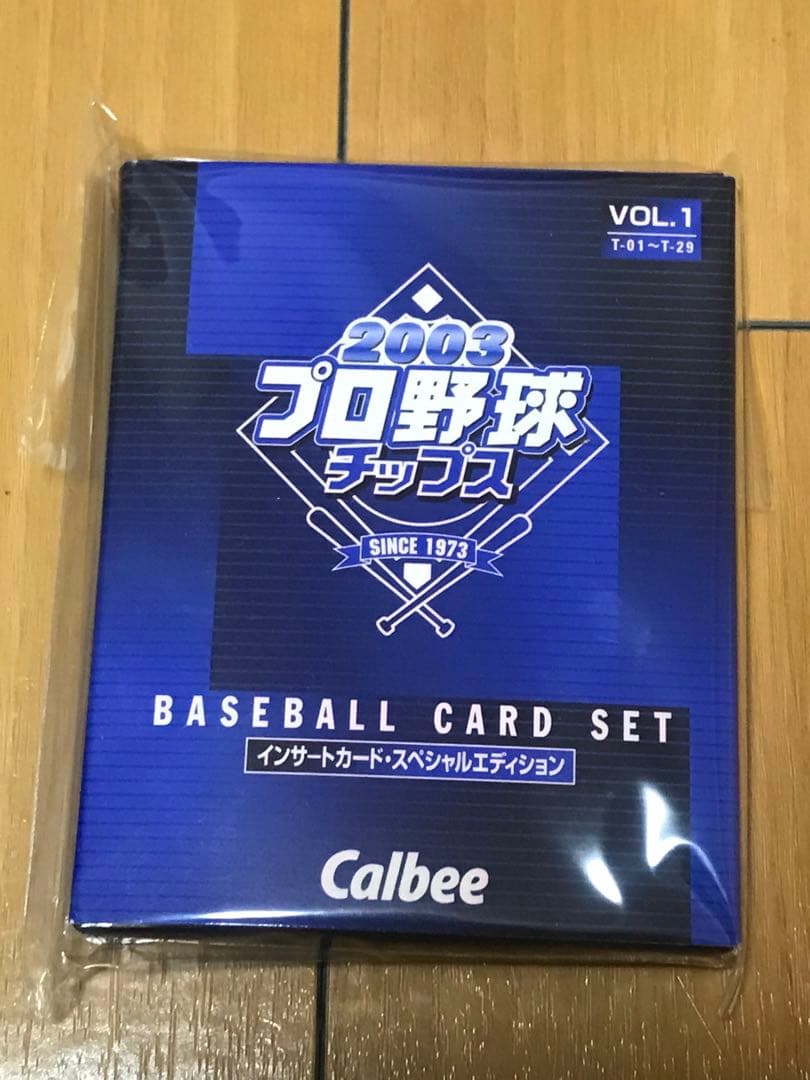 VOL.1
T-01～T-29
2003
プロ野球
チップス
SINCE 1973
BASEBALL CARD SET
インサートカード・スペシャルエディション
Calbee